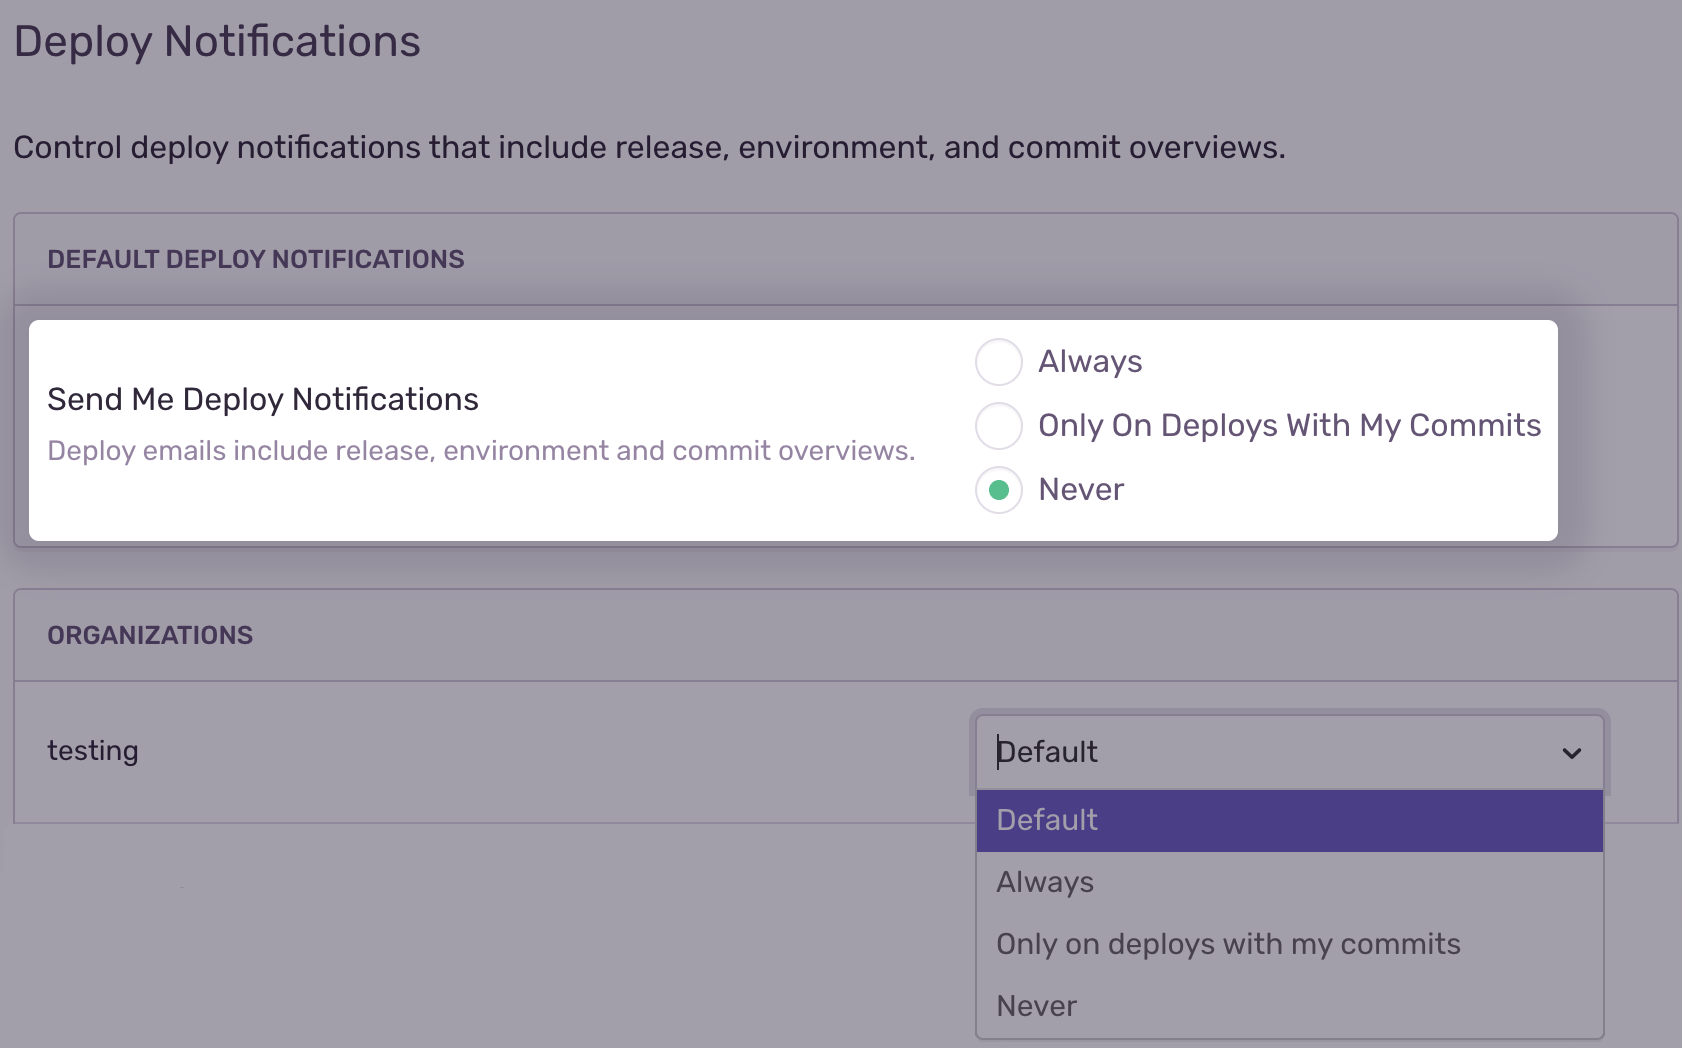 Deploy Notifications
Control deploy notifications that include release, environment, and commit overviews.
DEFAULT DEPLOY NOTIFICATIONS
Send Me Deploy Notifications
Deploy emails include release, environment and commit overviews.
Always
Only On Deploys With My Commits
Never
ORGANIZATIONS
testing
Default
Default
Always
Only on deploys with my commits
Never